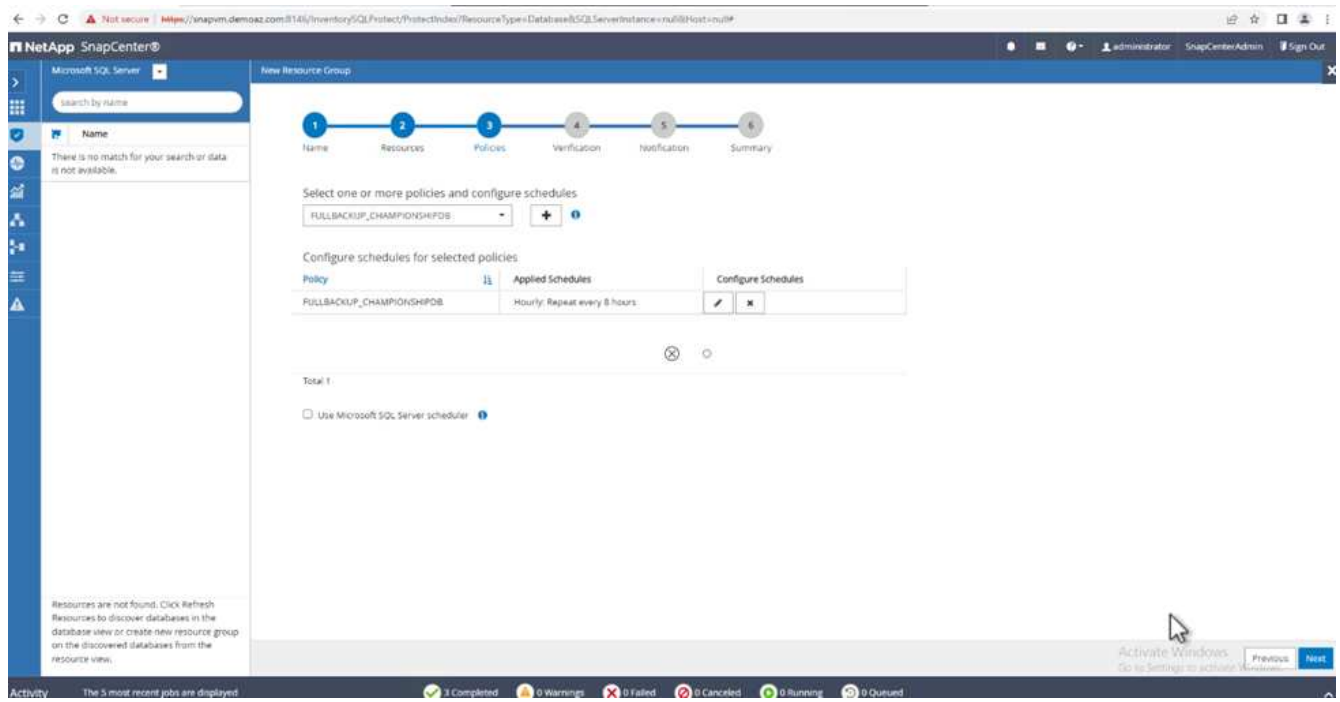 Not secure | https://snapvm.demoaz.com:8146/InventorySQLProtect/ProtectIndex?ResourceType=Database&SQLServerInstance=null&Host=null#
NetApp SnapCenter®
administrator SnapCenterAdmin Sign Out
Microsoft SQL Server
New Resource Group
search by name
Name
There is no match for your search or data
is not available.
1 2 3 4 5 6
Name Resources Policies Verification Notification Summary
Select one or more policies and configure schedules
FULLBACKUP_CHAMPIONSHIPDB
Configure schedules for selected policies
Policy Applied Schedules Configure Schedules
FULLBACKUP_CHAMPIONSHIPDB Hourly: Repeat every 8 hours
Total 1
Use Microsoft SQL Server scheduler
Resources are not found. Click Refresh
Resources to discover databases in the
database view or create new resource group
on the discovered databases from the
resource view.
Activate Windows
Go to Settings to activate Windows.
Previous Next
Activity The 5 most recent jobs are displayed 3 Completed 0 Warnings 0 Failed 0 Canceled 0 Running 0 Queued